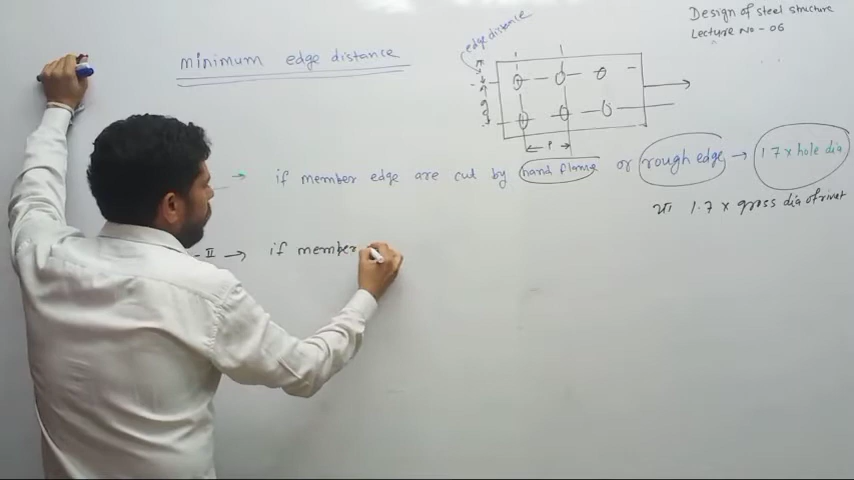 Design of steel structure
Lecture No - 06
minimum edge distance
edge distance
P
→ if member edge are cut by hand flame or rough edge → 1.7 x hole dia
या 1.7 x gross dia of rivet
- II → if member